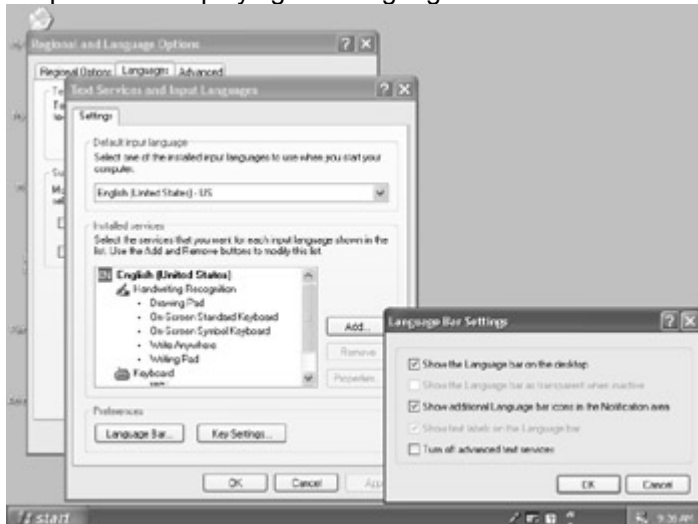 Regional and Language Options
Regional Options Languages Advanced
Text Services and Input Languages
Settings
Default input language
Select one of the installed input languages to use when you start your
computer.
English (United States) - US
Installed services
Select the services that you want for each input language shown in the
list. Use the Add and Remove buttons to modify this list.
EN English (United States)
Handwriting Recognition
• Drawing Pad
• On-Screen Standard Keyboard
• On-Screen Symbol Keyboard
• Write Anywhere
• Writing Pad
Keyboard
Add...
Remove
Properties...
Preferences
Language Bar...
Key Settings...
OK
Cancel
Language Bar Settings
Show the Language bar on the desktop
Show the Language bar as transparent when inactive
Show additional Language bar icons in the Notification area
Show text labels on the Language bar
Turn off advanced text services
OK
Cancel
start